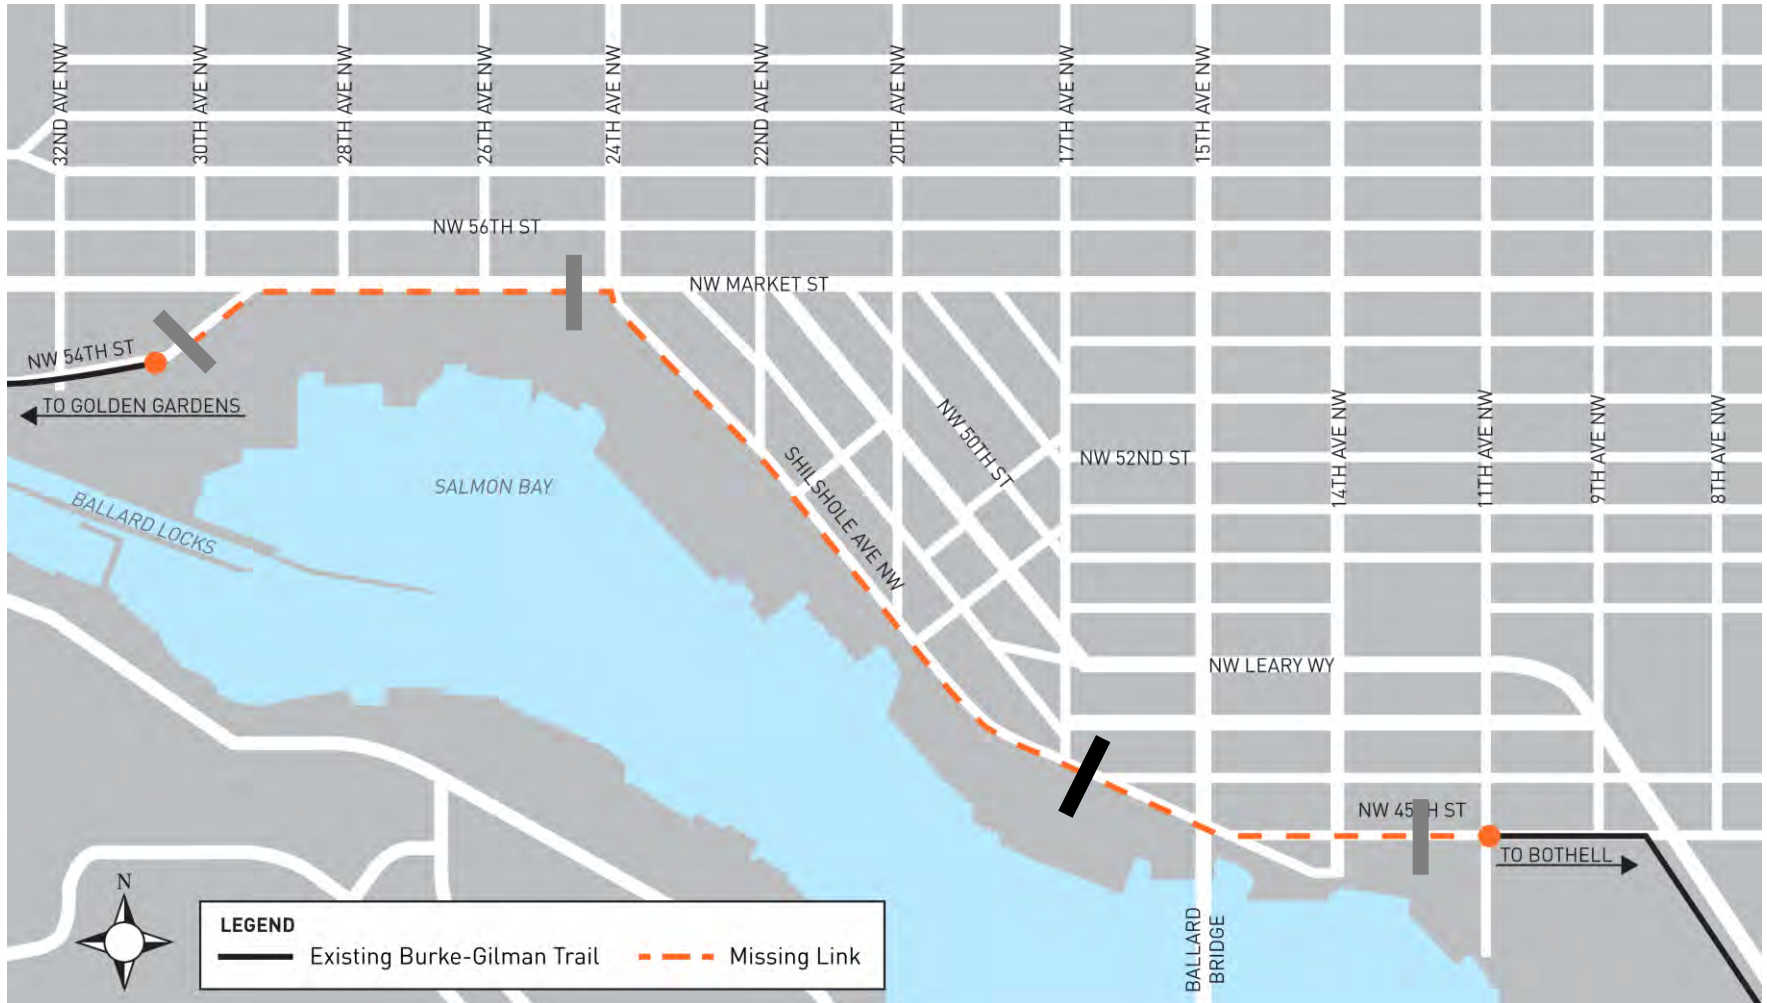 32ND AVE NW
30TH AVE NW
28TH AVE NW
26TH AVE NW
24TH AVE NW
22ND AVE NW
20TH AVE NW
17TH AVE NW
15TH AVE NW
NW 56TH ST
NW MARKET ST
NW 54TH ST
TO GOLDEN GARDENS
BALLARD LOCKS
SALMON BAY
SHILSHOLE AVE NW
NW 50TH ST
NW 52ND ST
14TH AVE NW
11TH AVE NW
9TH AVE NW
8TH AVE NW
NW LEARY WY
NW 45TH ST
TO BOTHELL
BALLARD
BRIDGE
N
LEGEND
Existing Burke-Gilman Trail
Missing Link